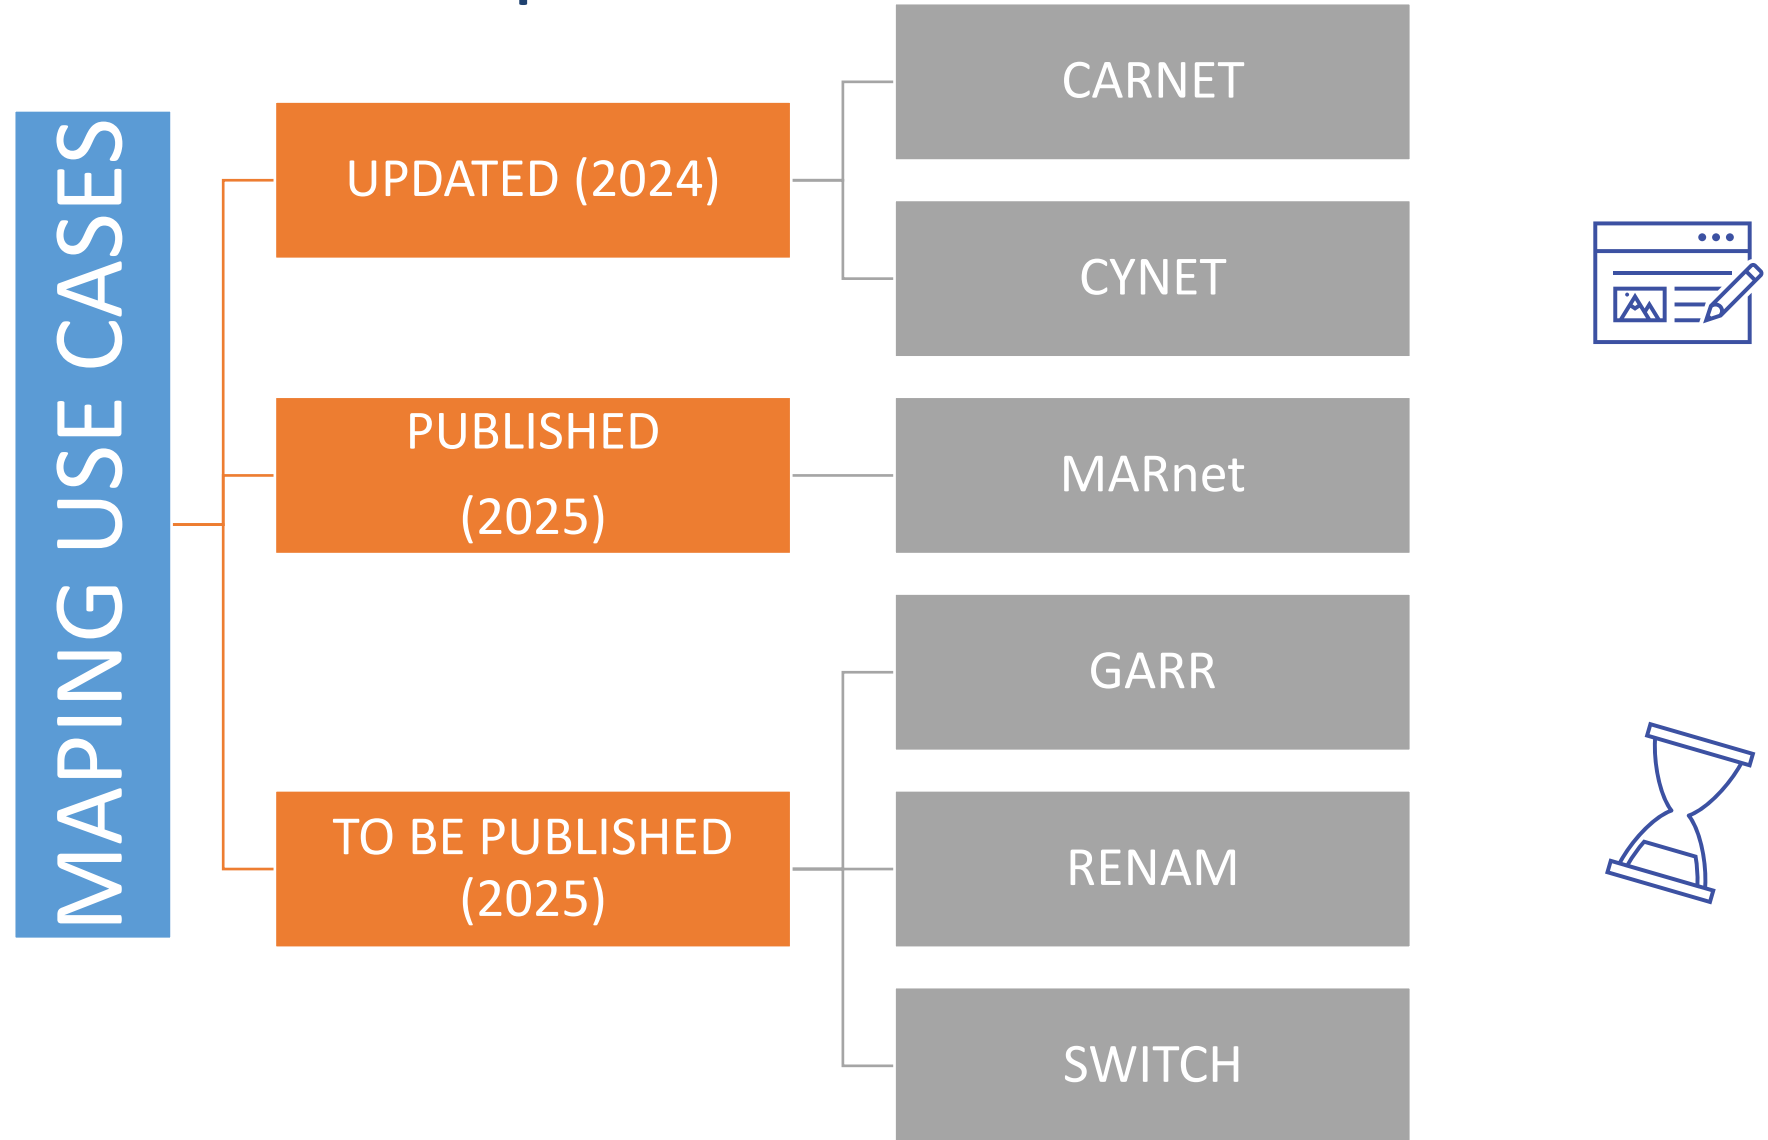 MAPING USE CASES
UPDATED (2024)
CARNET
CYNET
PUBLISHED
(2025)
MARnet
TO BE PUBLISHED
(2025)
GARR
RENAM
SWITCH